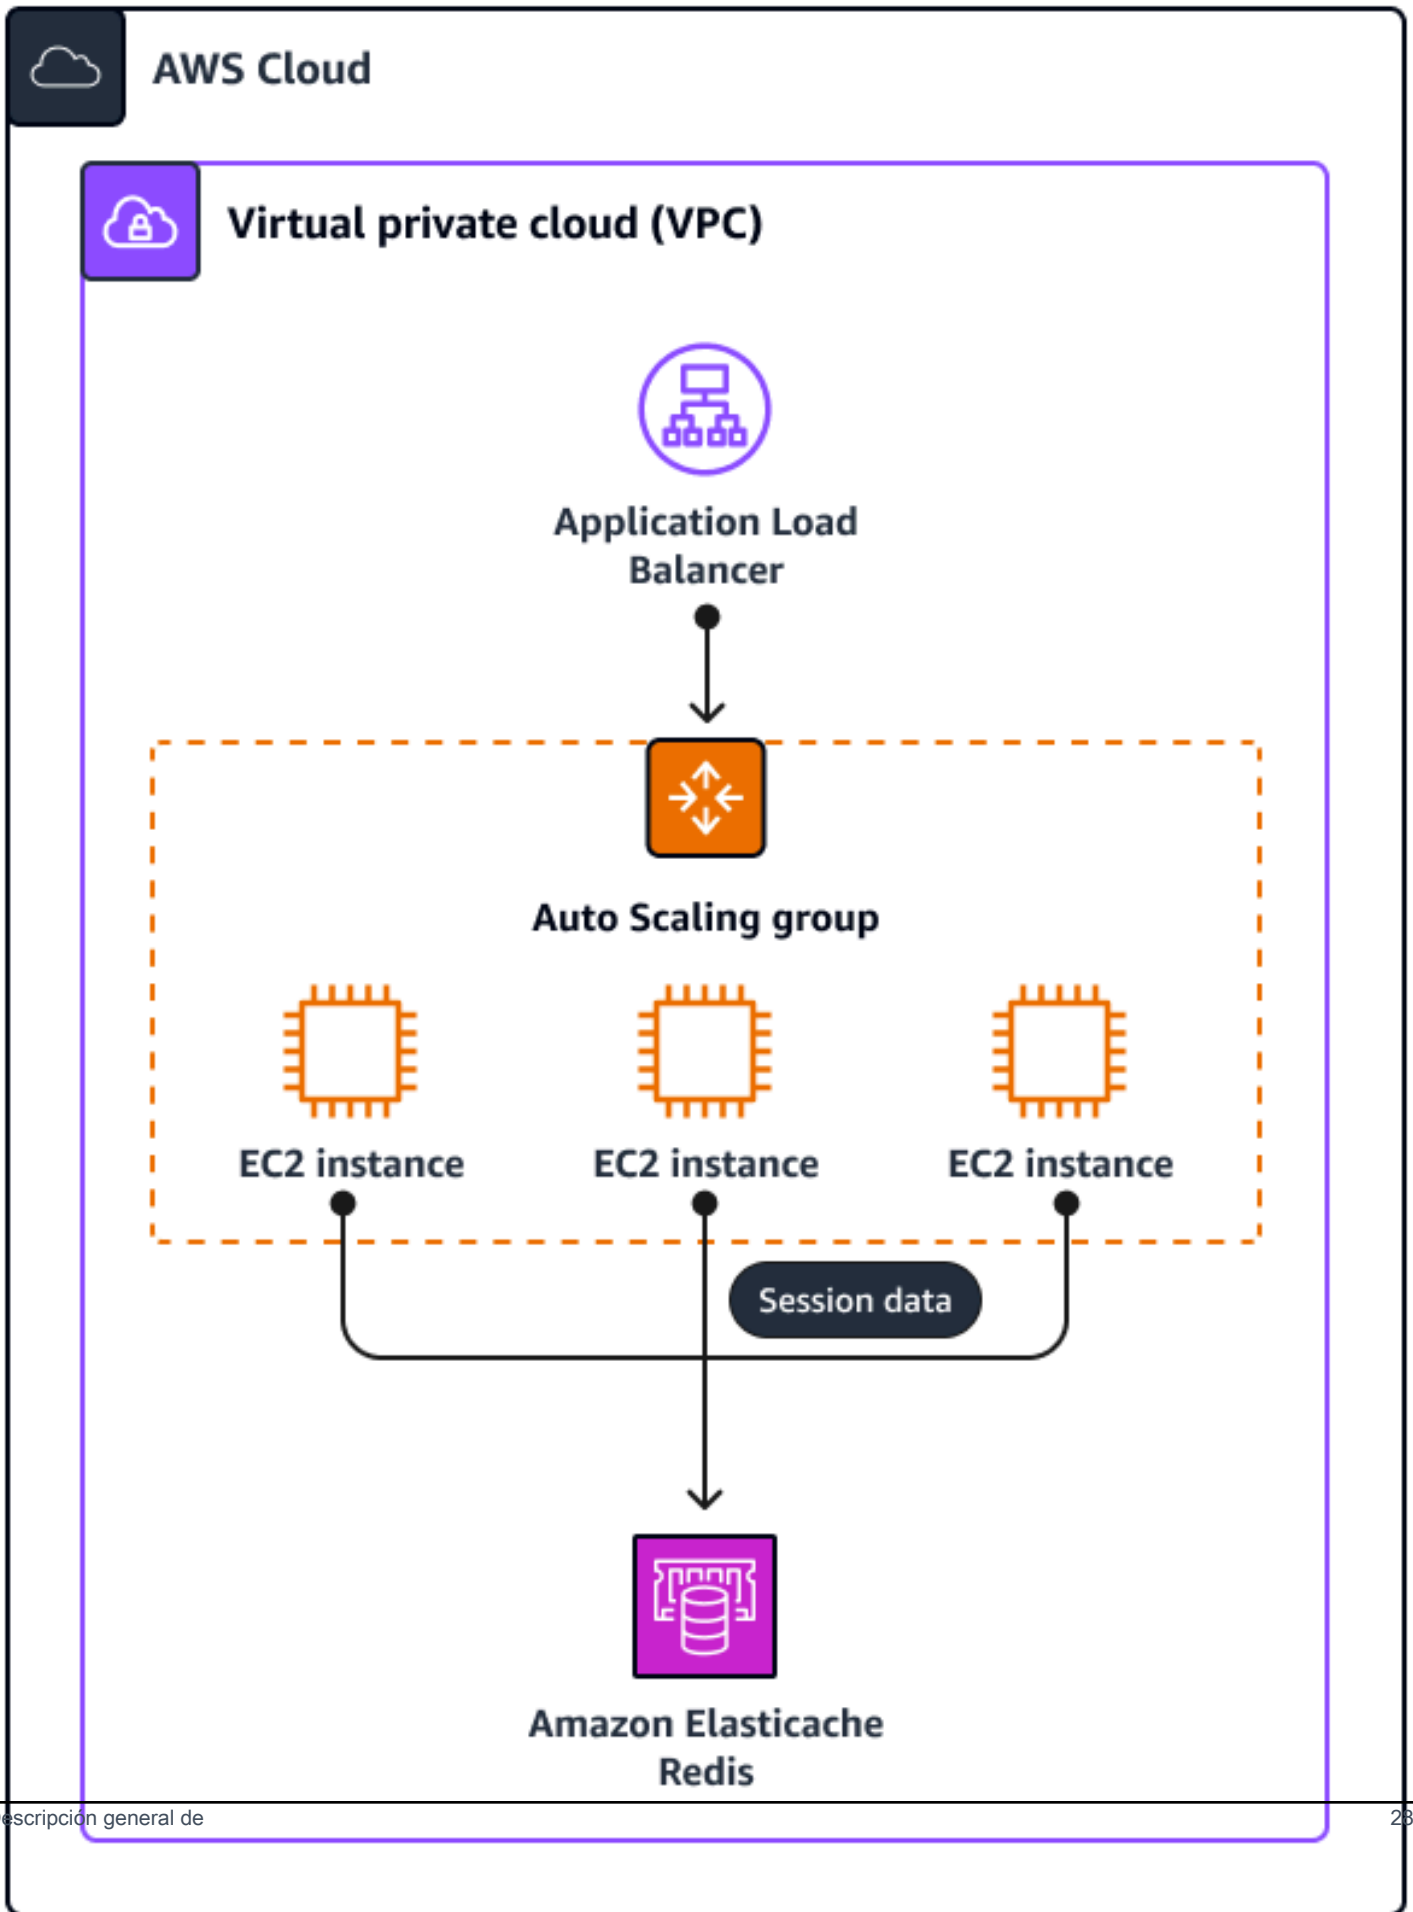 AWS Cloud
Virtual private cloud (VPC)
Application Load
Balancer
Auto Scaling group
EC2 instance EC2 instance EC2 instance
Session data
Amazon Elasticache
Redis
escripción general de